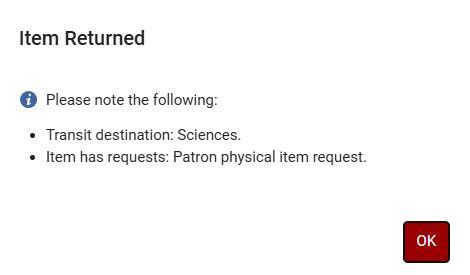 Item Returned
Please note the following:
Transit destination: Sciences.
Item has requests: Patron physical item request.
OK